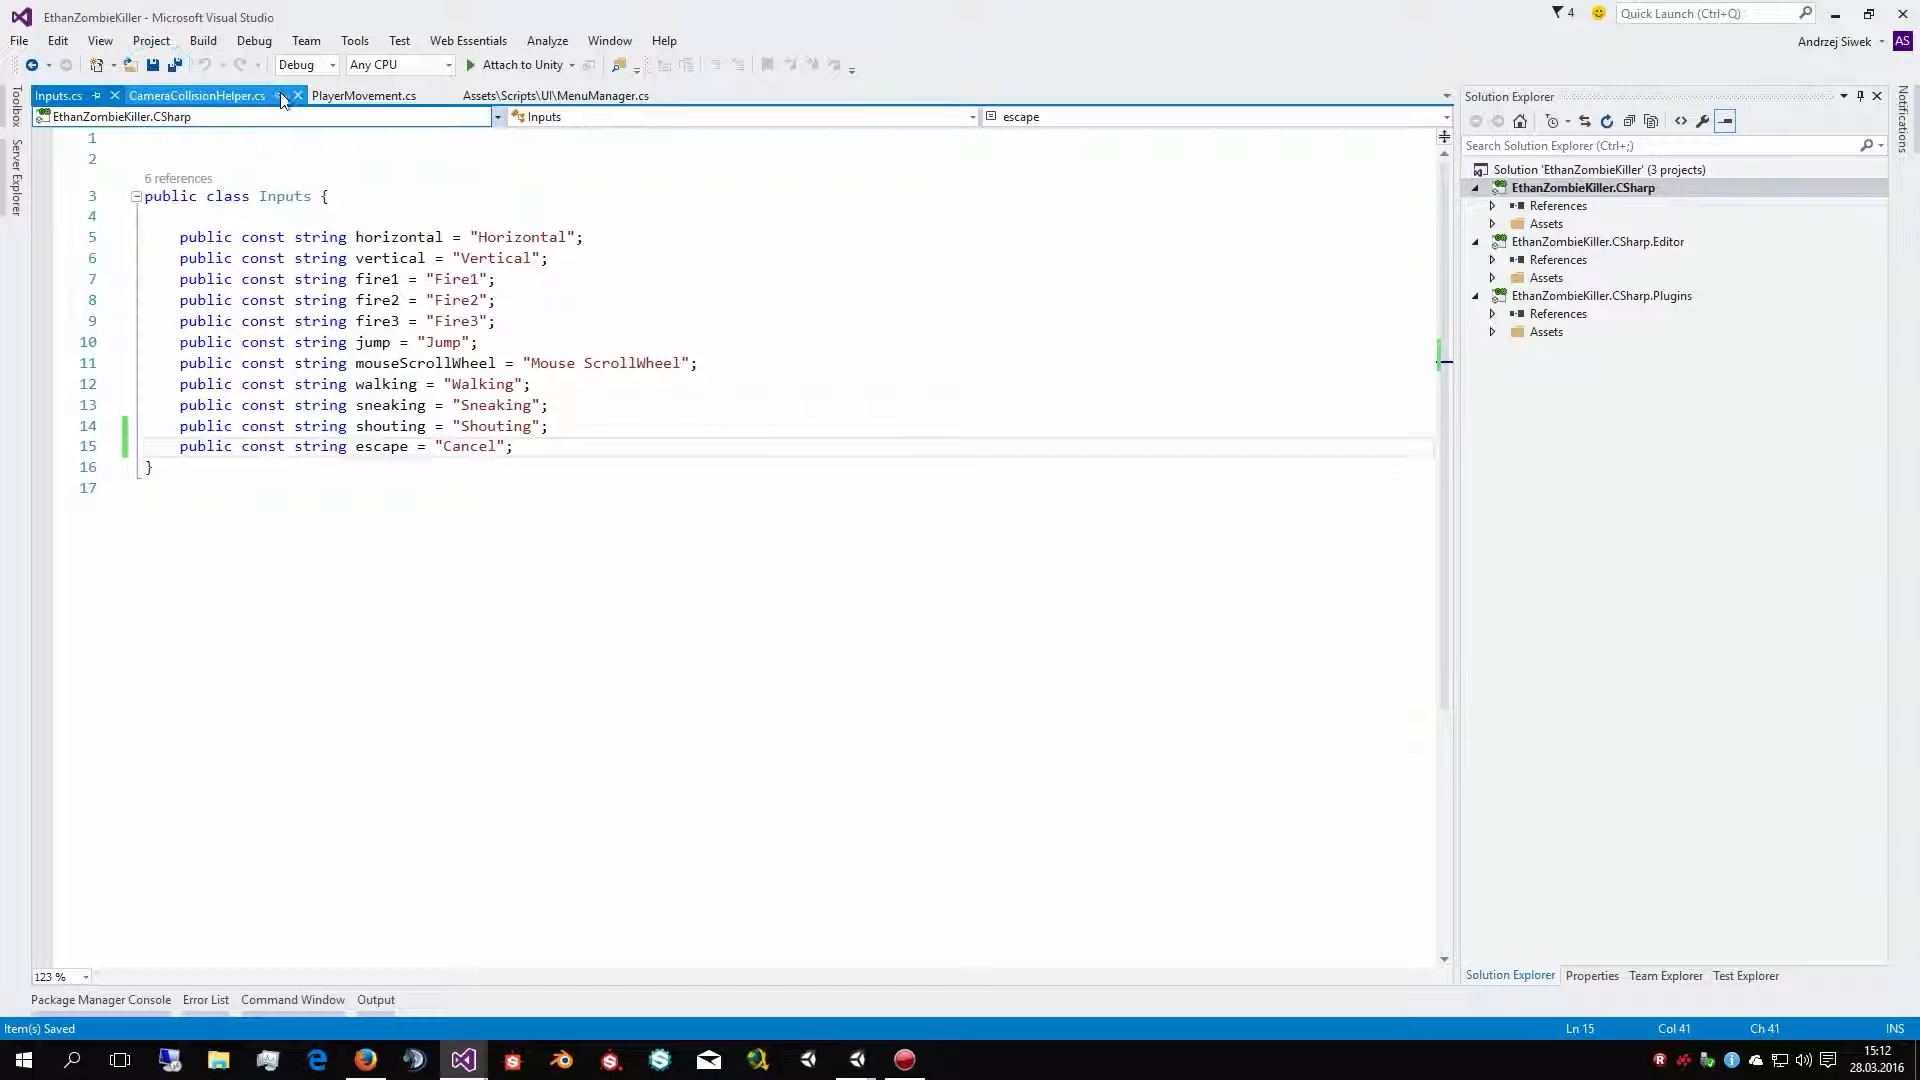 EthanZombieKiller - Microsoft Visual Studio
4
Quick Launch (Ctrl+Q)
File Edit View Project Build Debug Team Tools Test Web Essentials Analyze Window Help
Andrzej Siwek AS
Debug Any CPU Attach to Unity
Inputs.cs CameraCollisionHelper.cs PlayerMovement.cs Assets\Scripts\UI\MenuManager.cs
EthanZombieKiller.CSharp Inputs escape
Toolbox
Server Explorer
Notifications
1
2
6 references
3 public class Inputs {
4
5 public const string horizontal = "Horizontal";
6 public const string vertical = "Vertical";
7 public const string fire1 = "Fire1";
8 public const string fire2 = "Fire2";
9 public const string fire3 = "Fire3";
10 public const string jump = "Jump";
11 public const string mouseScrollWheel = "Mouse ScrollWheel";
12 public const string walking = "Walking";
13 public const string sneaking = "Sneaking";
14 public const string shouting = "Shouting";
15 public const string escape = "Cancel";
16 }
17
123 %
Solution Explorer
Search Solution Explorer (Ctrl+;)
Solution 'EthanZombieKiller' (3 projects)
EthanZombieKiller.CSharp
References
Assets
EthanZombieKiller.CSharp.Editor
References
Assets
EthanZombieKiller.CSharp.Plugins
References
Assets
Solution Explorer Properties Team Explorer Test Explorer
Package Manager Console Error List Command Window Output
Item(s) Saved Ln 15 Col 41 Ch 41 INS
15:12
28.03.2016